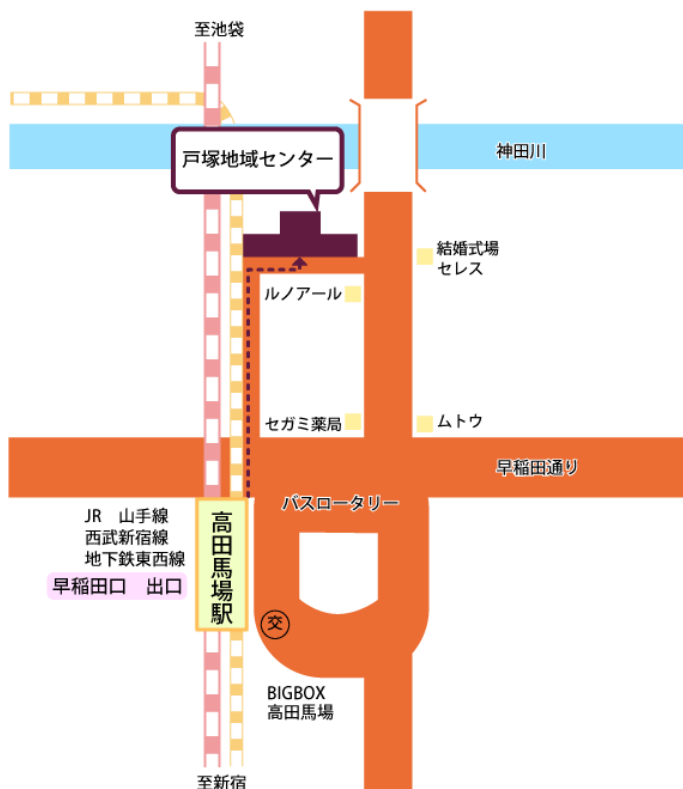 至池袋
神田川
戸塚地域センター
結婚式場
セレス
ルノアール
セガミ薬局
ムトウ
早稲田通り
バスロータリー
JR 山手線
西武新宿線
地下鉄東西線
早稲田口 出口
高田馬場駅
交
BIGBOX
高田馬場
至新宿